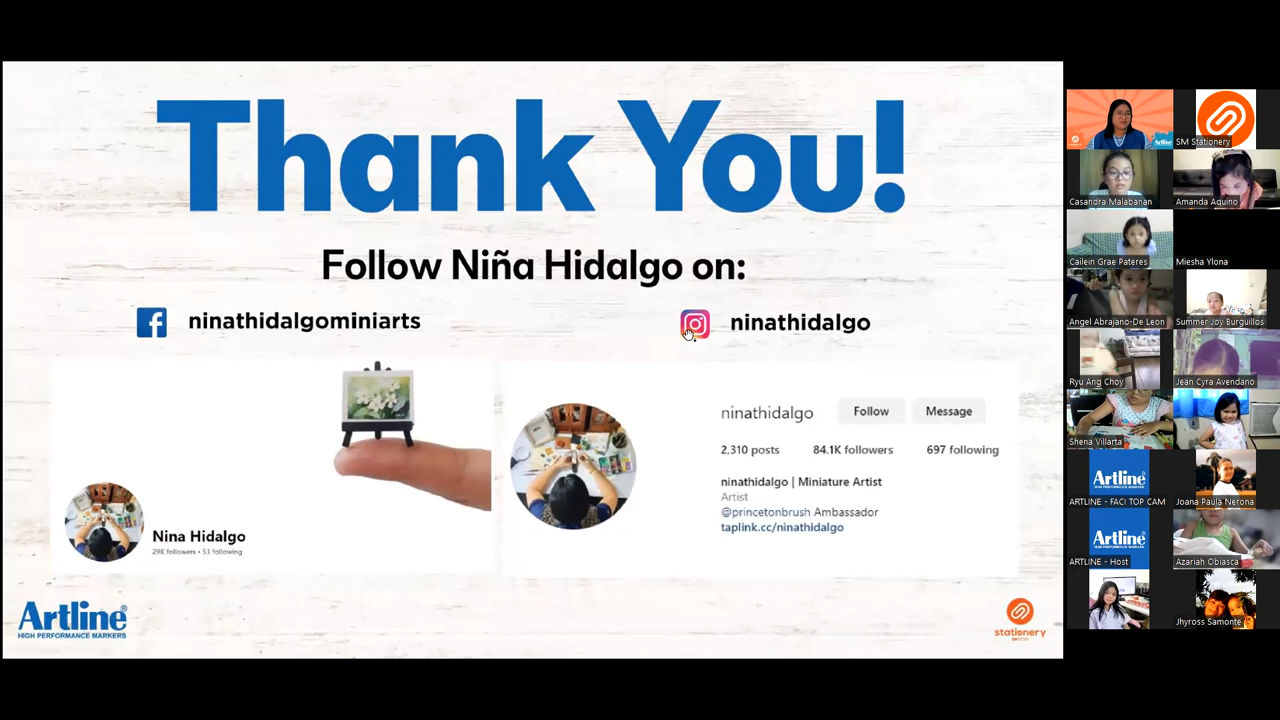 Thank You!
Follow Niña Hidalgo on:
ninathidalgominiarts
ninathidalgo
Nina Hidalgo
29K followers • 53 following
ninathidalgo
Follow
Message
2,310 posts
84.1K followers
697 following
ninathidalgo | Miniature Artist
Artist
@princetonbrush Ambassador
taplink.cc/ninathidalgo
Artline®
HIGH PERFORMANCE MARKERS
stationery
SM Stationery
Casandra Malabanan
Amanda Aquino
Cailein Grae Pateres
Miesha Ylona
Angel Abrajano-De Leon
Summer Joy Burguillos
Ryu Ang Choy
Jean Cyra Avendano
Shena Villarta
Artline
ARTLINE - FACI TOP CAM
Joana Paula Nerona
Artline
ARTLINE - Host
Azariah Obiasca
Jhyross Samonte